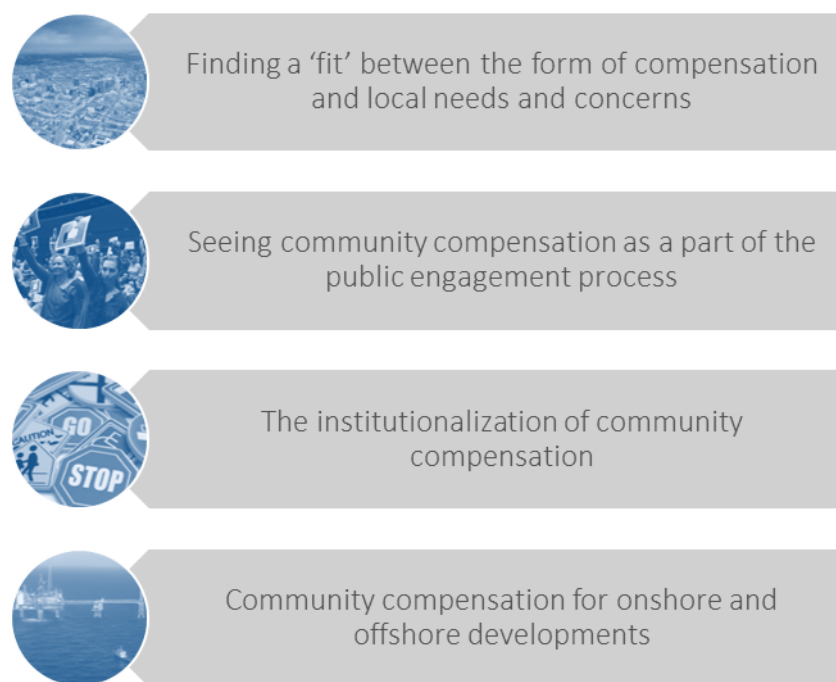 Finding a ‘fit’ between the form of compensation
and local needs and concerns
Seeing community compensation as a part of the
public engagement process
GO
CAUTION
STOP
The institutionalization of community
compensation
Community compensation for onshore and
offshore developments